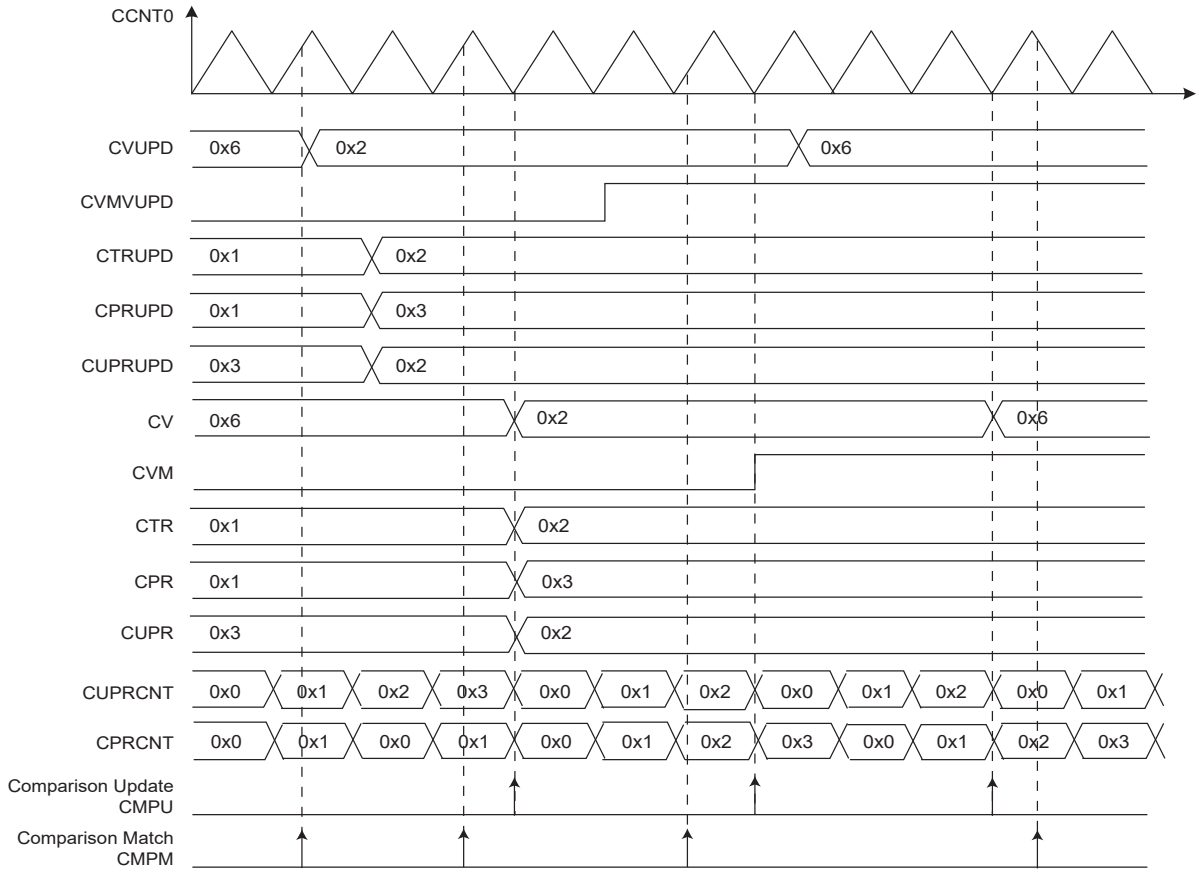 CCNT0
CVUPD 0x6 0x2 0x6
CVMVUPD
CTRUPD 0x1 0x2
CPRUPD 0x1 0x3
CUPRUPD 0x3 0x2
CV 0x6 0x2 0x6
CVM
CTR 0x1 0x2
CPR 0x1 0x3
CUPR 0x3 0x2
CUPRCNT 0x0 0x1 0x2 0x3 0x0 0x1 0x2 0x0 0x1 0x2 0x0 0x1
CPRCNT 0x0 0x1 0x0 0x1 0x0 0x1 0x2 0x3 0x0 0x1 0x2 0x3
Comparison Update
CMPU
Comparison Match
CMPM